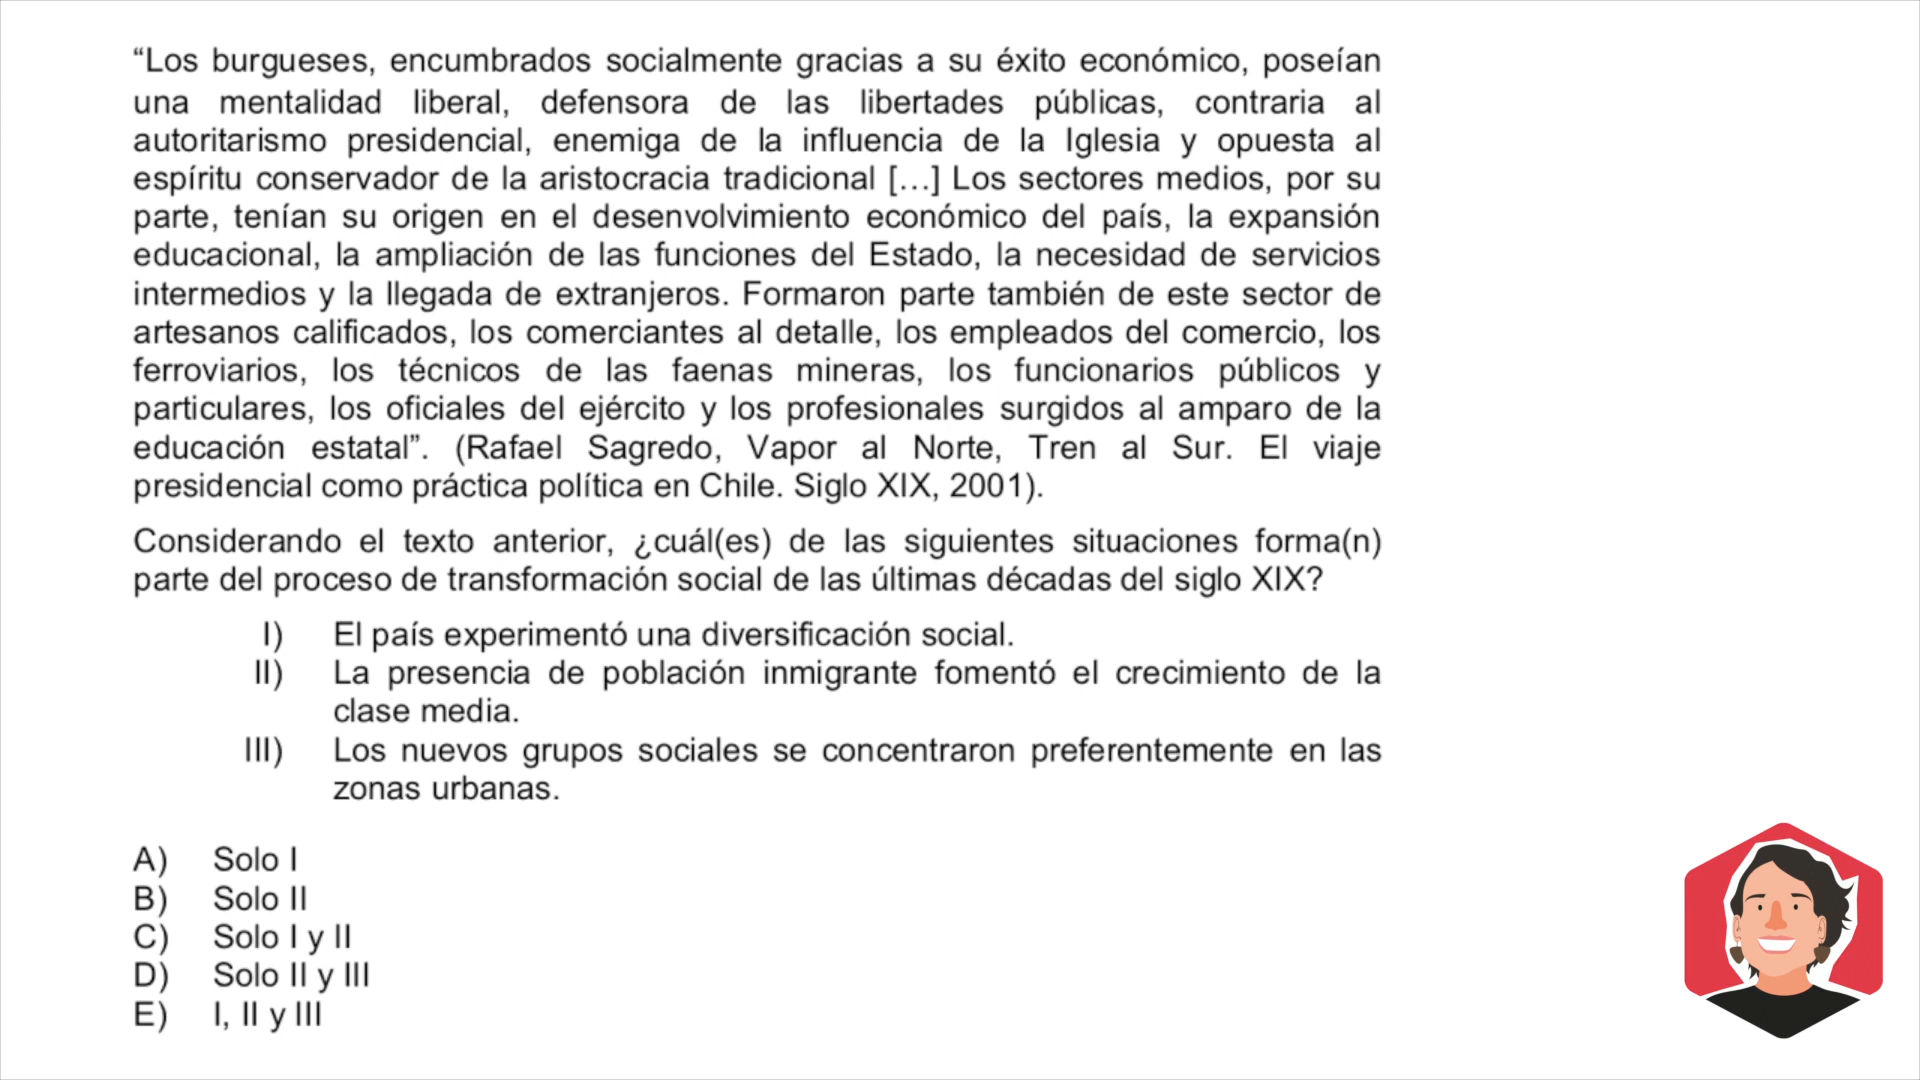 “Los burgueses, encumbrados socialmente gracias a su éxito económico, poseían
una mentalidad liberal, defensora de las libertades públicas, contraria al
autoritarismo presidencial, enemiga de la influencia de la Iglesia y opuesta al
espíritu conservador de la aristocracia tradicional [...] Los sectores medios, por su
parte, tenían su origen en el desenvolvimiento económico del país, la expansión
educacional, la ampliación de las funciones del Estado, la necesidad de servicios
intermedios y la llegada de extranjeros. Formaron parte también de este sector de
artesanos calificados, los comerciantes al detalle, los empleados del comercio, los
ferroviarios, los técnicos de las faenas mineras, los funcionarios públicos y
particulares, los oficiales del ejército y los profesionales surgidos al amparo de la
educación estatal”. (Rafael Sagredo, Vapor al Norte, Tren al Sur. El viaje
presidencial como práctica política en Chile. Siglo XIX, 2001).
Considerando el texto anterior, ¿cuál(es) de las siguientes situaciones forma(n)
parte del proceso de transformación social de las últimas décadas del siglo XIX?
I) El país experimentó una diversificación social.
II) La presencia de población inmigrante fomentó el crecimiento de la
clase media.
III) Los nuevos grupos sociales se concentraron preferentemente en las
zonas urbanas.
A) Solo I
B) Solo II
C) Solo I y II
D) Solo II y III
E) I, II y III